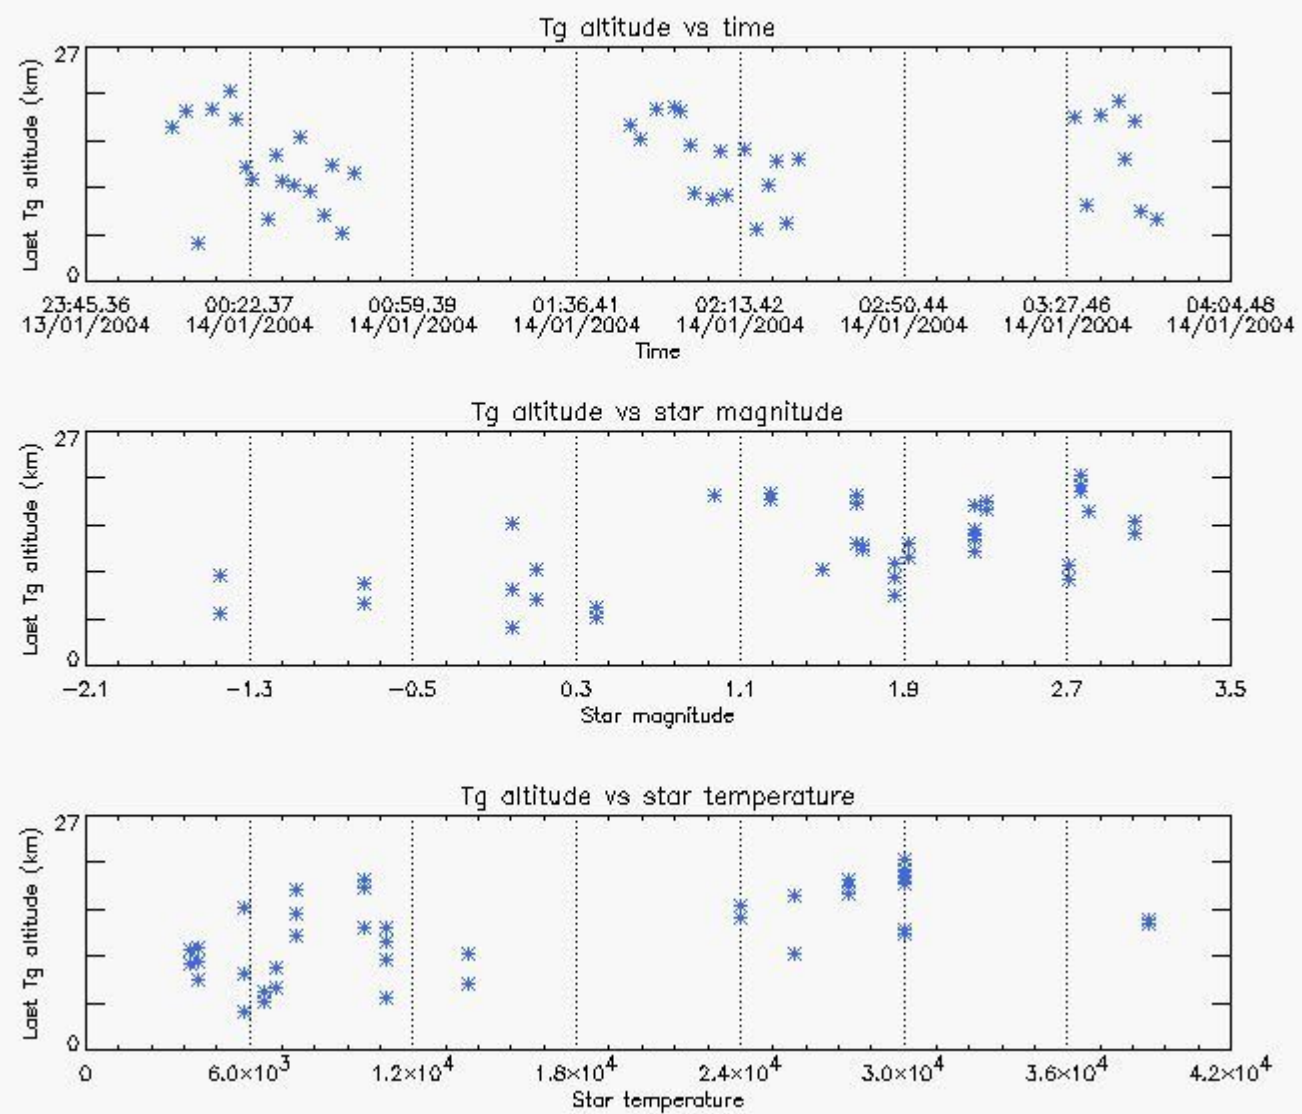 Tg altitude vs time
27
Last Tg altitude (km)
0
23:45.36 00:22.37 00:59.39 01:36.41 02:13.42 02:50.44 03:27.46 04:04.48
13/01/2004 14/01/2004 14/01/2004 14/01/2004 14/01/2004 14/01/2004 14/01/2004 14/01/2004
Time
Tg altitude vs star magnitude
27
Last Tg altitude (km)
0
−2.1 −1.3 −0.5 0.3 1.1 1.9 2.7 3.5
Star magnitude
Tg altitude vs star temperature
27
Last Tg altitude (km)
0
0 6.0×10³ 1.2×10⁴ 1.8×10⁴ 2.4×10⁴ 3.0×10⁴ 3.6×10⁴ 4.2×10⁴
Star temperature